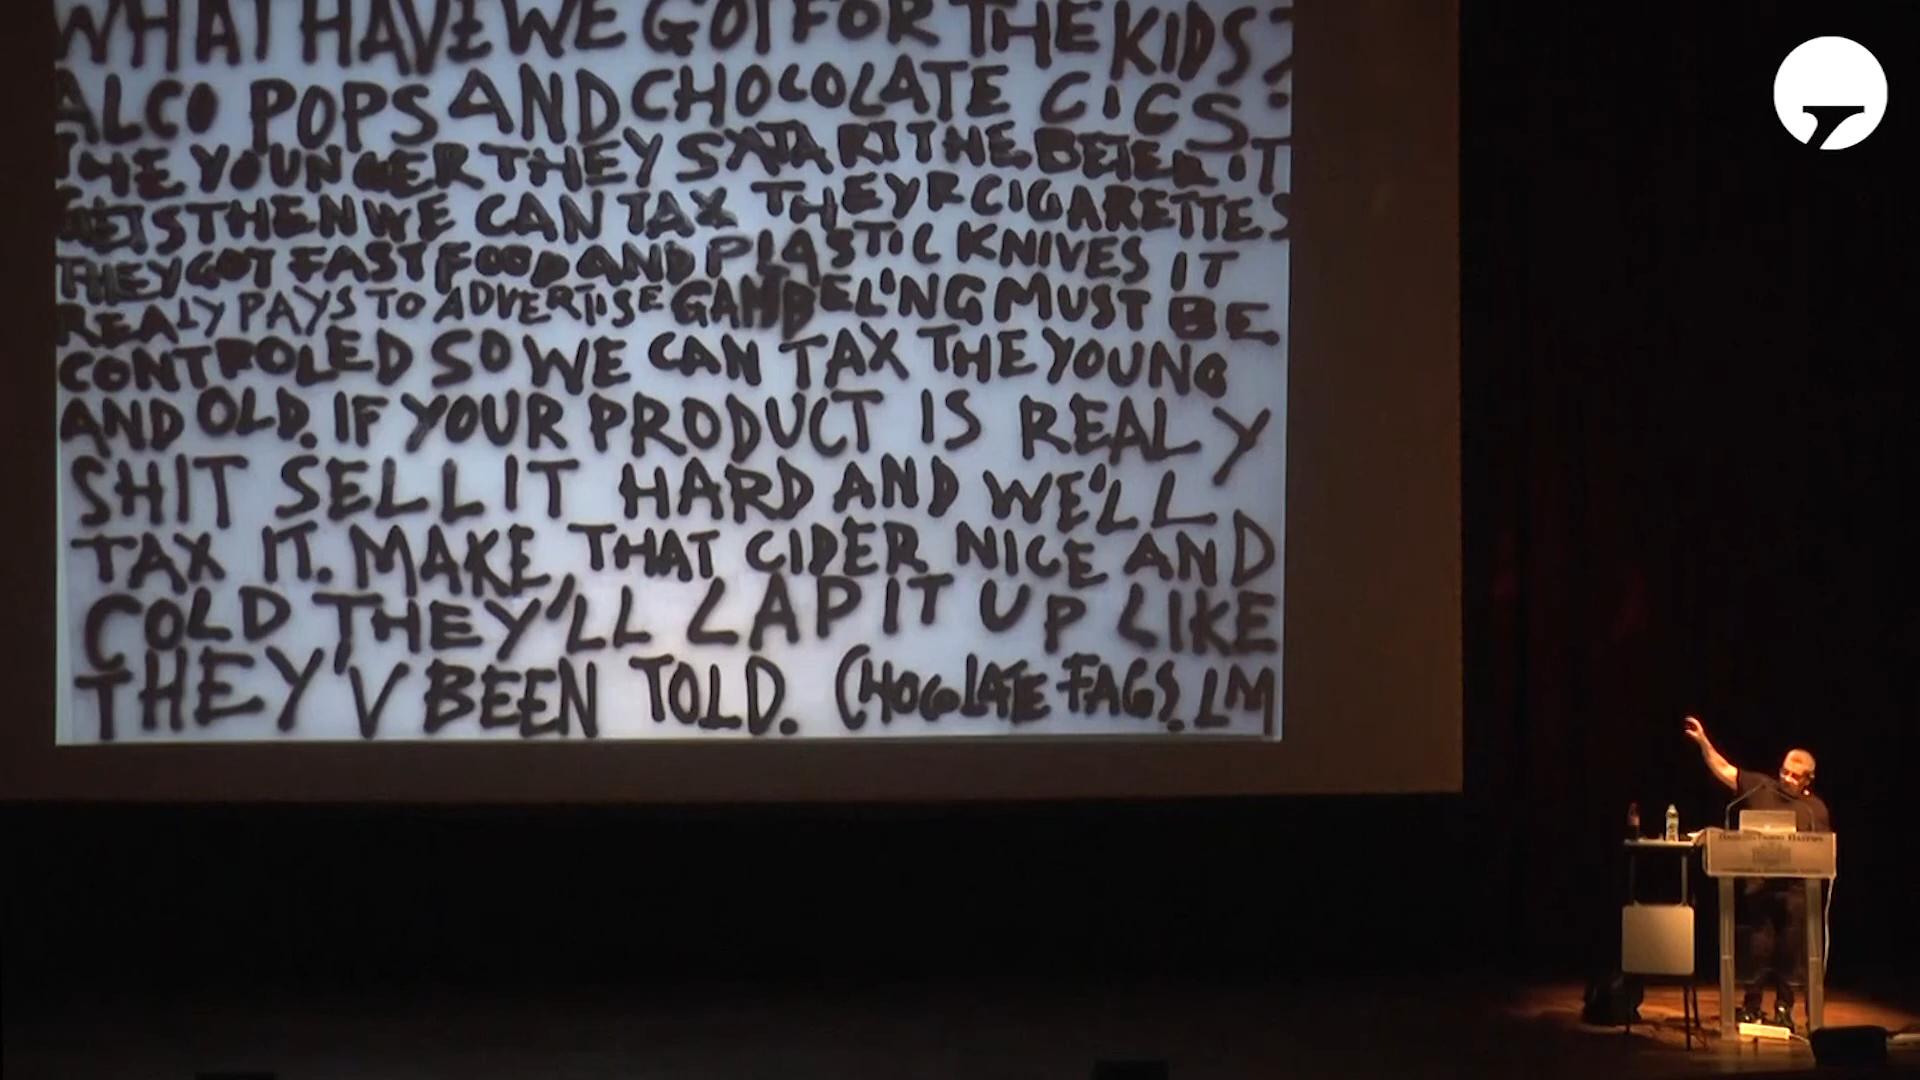 WHAT HAVE WE GOT FOR THE KIDS?
ALCO POPS AND CHOCOLATE CIGS.
THE YOUNGER THEY START THE BETER IT
GETS THEN WE CAN TAX THEYR CIGARETTES
THEY GOT FAST FOOD AND PLASTIC KNIVES IT
REALY PAYS TO ADVERTISE GAMBELING MUST BE
CONTROLED SO WE CAN TAX THE YOUNG
AND OLD. IF YOUR PRODUCT IS REALY
SHIT SELL IT HARD AND WE'LL
TAX IT. MAKE THAT CIDER NICE AND
COLD THEY'LL LAP IT UP LIKE
THEY'V BEEN TOLD. CHOCOLATE FAGS. LM